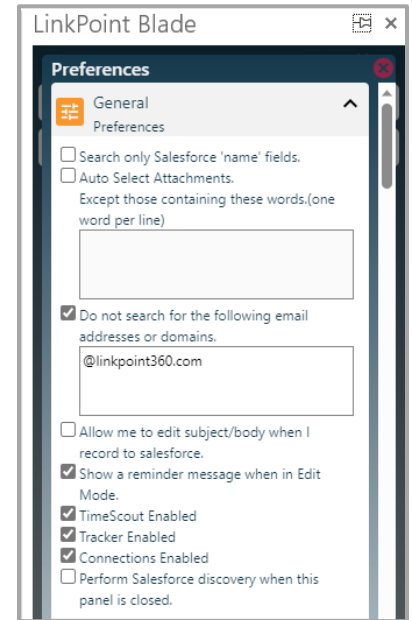 LinkPoint Blade
Preferences
General
Preferences
Search only Salesforce 'name' fields.
Auto Select Attachments.
Except those containing these words.(one
word per line)
Do not search for the following email
addresses or domains.
@linkpoint360.com
Allow me to edit subject/body when I
record to salesforce.
Show a reminder message when in Edit
Mode.
TimeScout Enabled
Tracker Enabled
Connections Enabled
Perform Salesforce discovery when this
panel is closed.